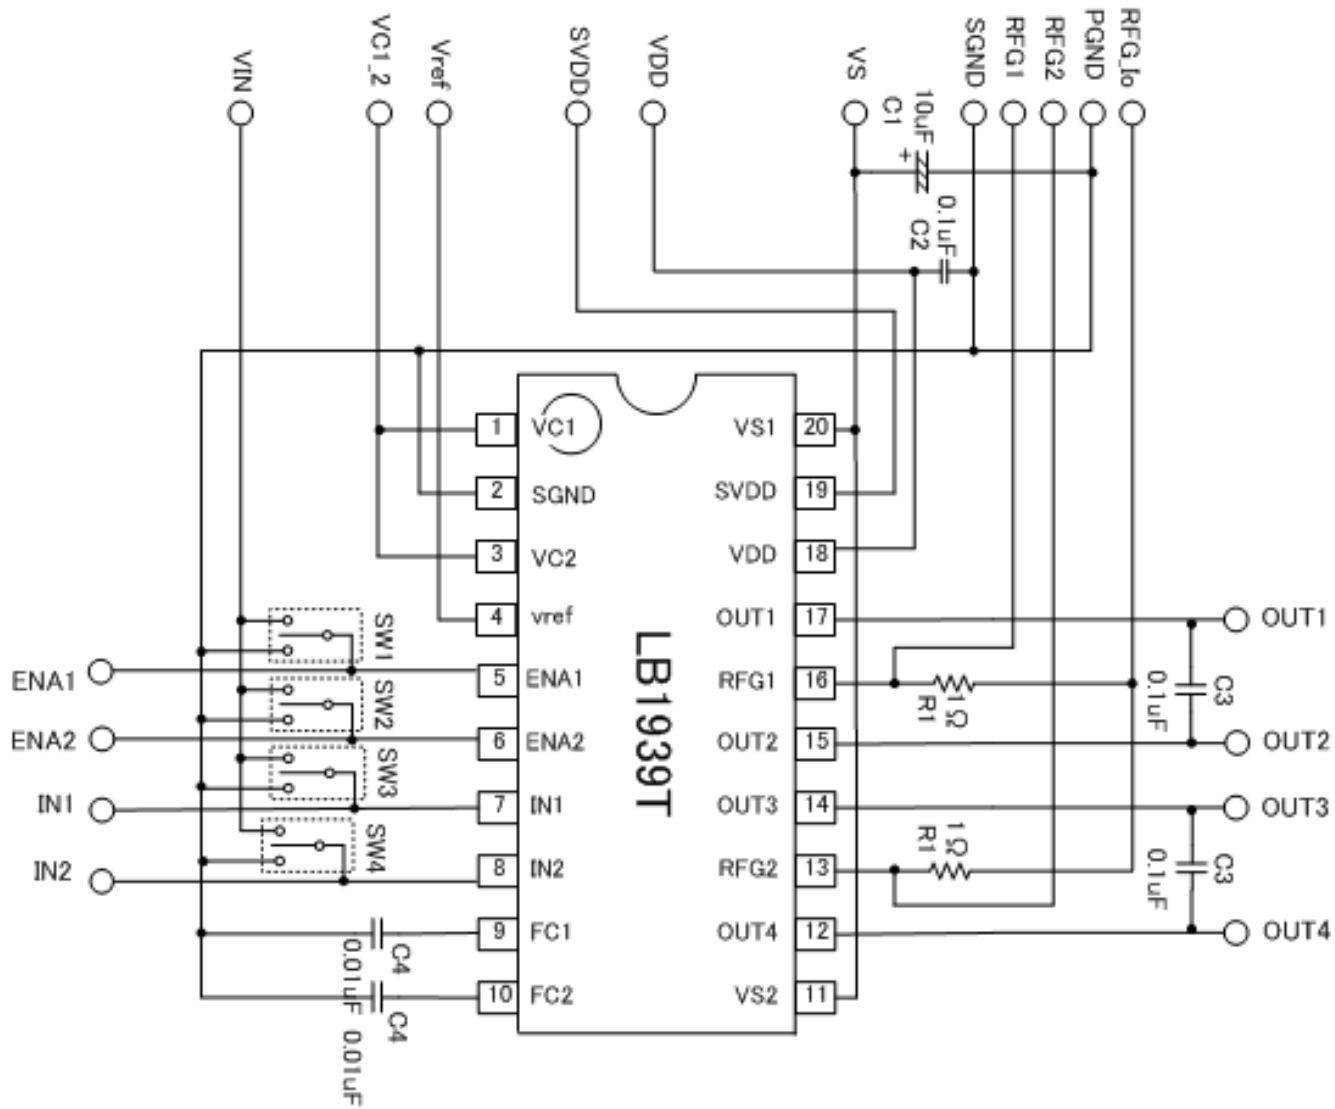 VIN
VC1_2
Vref
SVDD
VDD
VS
SGND
RFG1
RFG2
PGND
RFG_Io
10uF
C1
+
0.1uF
C2
1
VC1
2
SGND
3
VC2
4
vref
5
ENA1
6
ENA2
7
IN1
8
IN2
9
FC1
10
FC2
LB1939T
VS1
20
SVDD
19
VDD
18
OUT1
17
RFG1
16
OUT2
15
OUT3
14
RFG2
13
OUT4
12
VS2
11
SW1
SW2
SW3
SW4
ENA1
ENA2
IN1
IN2
C4
0.01uF
C4
0.01uF
1Ω
R1
1Ω
R1
C3
0.1uF
C3
0.1uF
OUT1
OUT2
OUT3
OUT4